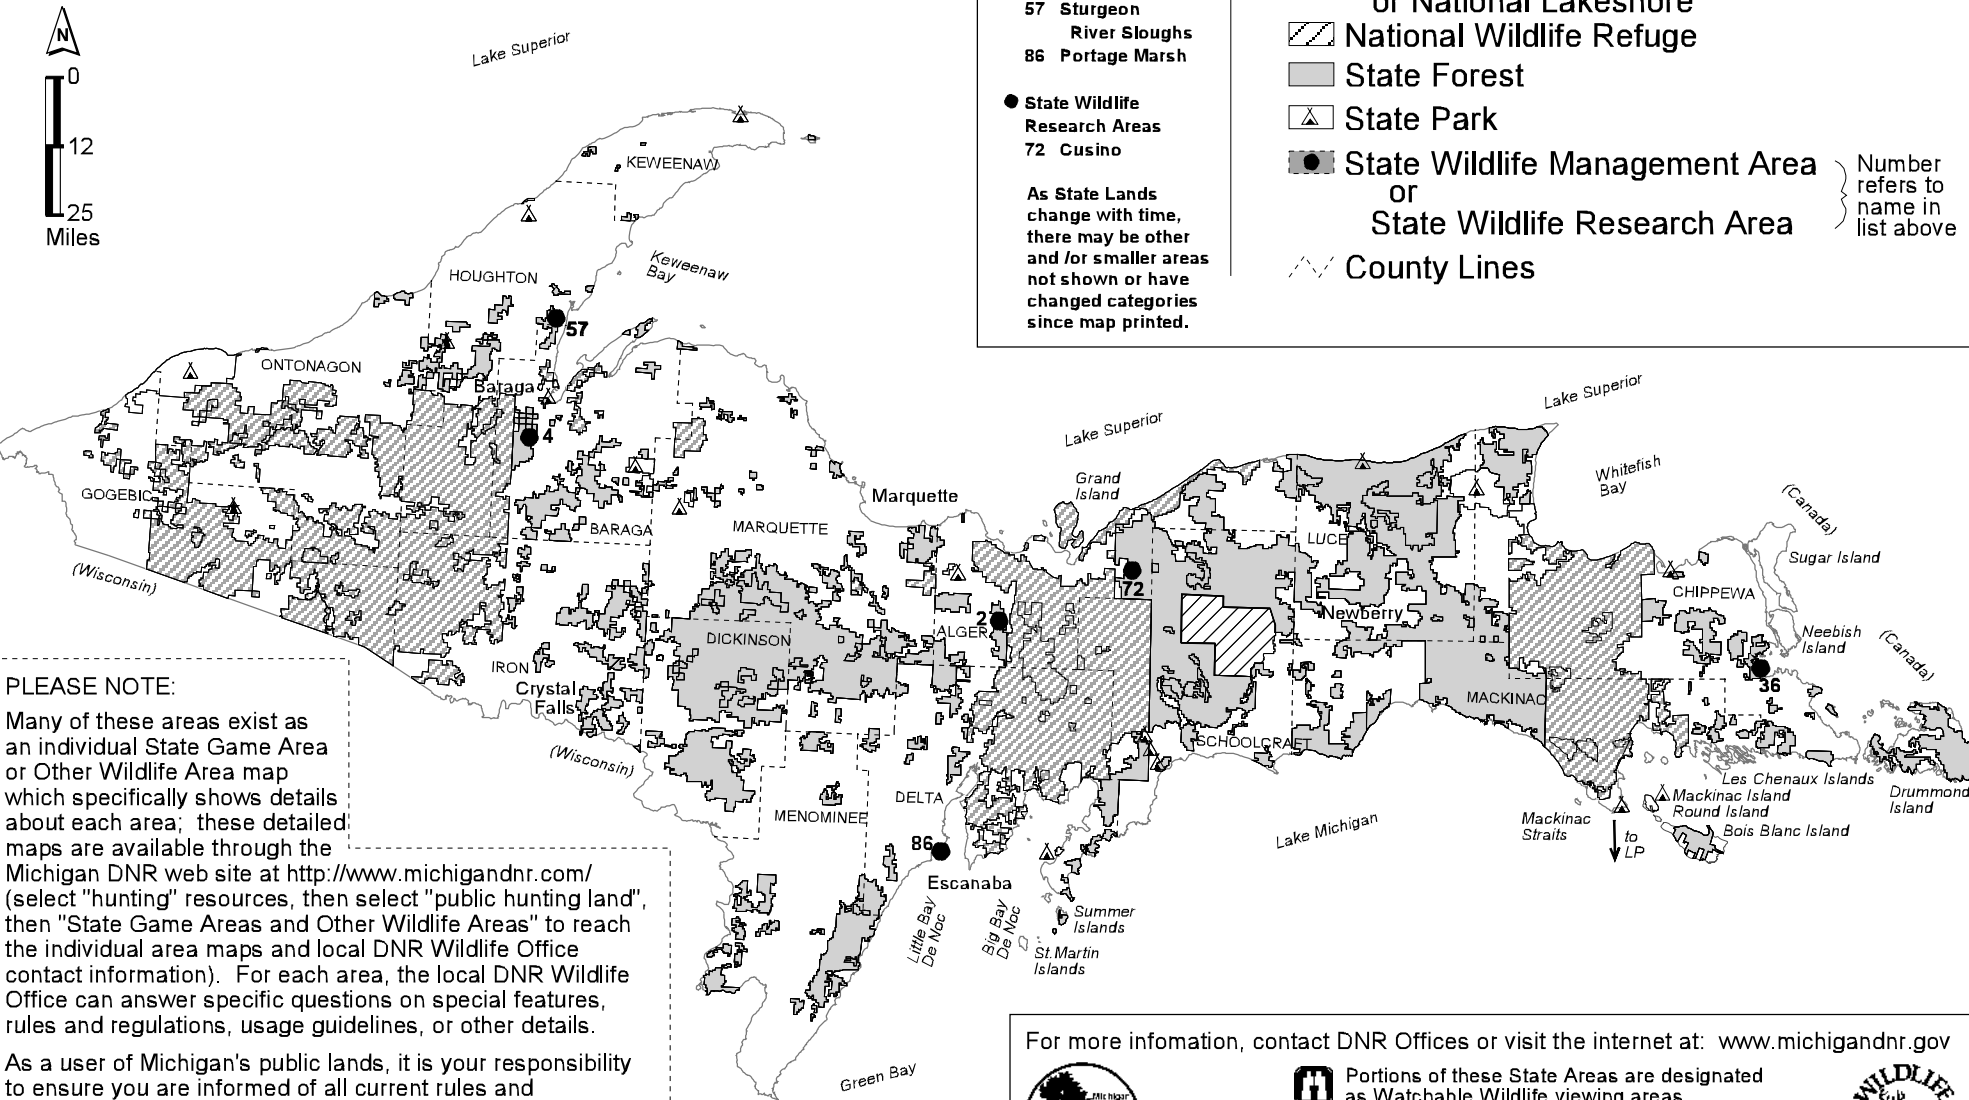 N
0
12
25
Miles
Lake Superior
57 Sturgeon
River Sloughs
86 Portage Marsh
State Wildlife
Research Areas
72 Cusino
As State Lands
change with time,
there may be other
and /or smaller areas
not shown or have
changed categories
since map printed.
or National Lakeshore
National Wildlife Refuge
State Forest
State Park
State Wildlife Management Area
or
State Wildlife Research Area
Number
refers to
name in
list above
County Lines
KEWEENAW
Keweenaw
Bay
HOUGHTON
57
ONTONAGON
Bataga
4
GOGEBIC
BARAGA
MARQUETTE
Marquette
Lake Superior
Grand
Island
Lake Superior
Whitefish
Bay
(Canada)
Sugar Island
LUCE
72
CHIPPEWA
Newberry
Neebish
Island
(Canada)
(Wisconsin)
2
ALGER
DICKINSON
IRON
Crystal
Falls
36
MACKINAC
SCHOOLCRAFT
(Wisconsin)
DELTA
MENOMINEE
Les Chenaux Islands
Drummond
Island
Mackinac Island
Round Island
Bois Blanc Island
Mackinac
Straits
to
LP
Lake Michigan
86
Escanaba
Little Bay
De Noc
Big Bay
De Noc
Summer
Islands
St.Martin
Islands
Green Bay
PLEASE NOTE:
Many of these areas exist as
an individual State Game Area
or Other Wildlife Area map
which specifically shows details
about each area; these detailed
maps are available through the
Michigan DNR web site at http://www.michigandnr.com/
(select "hunting" resources, then select "public hunting land",
then "State Game Areas and Other Wildlife Areas" to reach
the individual area maps and local DNR Wildlife Office
contact information). For each area, the local DNR Wildlife
Office can answer specific questions on special features,
rules and regulations, usage guidelines, or other details.
As a user of Michigan's public lands, it is your responsibility
to ensure you are informed of all current rules and
For more infomation, contact DNR Offices or visit the internet at: www.michigandnr.gov
Michigan
Portions of these State Areas are designated
as Watchable Wildlife viewing areas
WILDLIFE